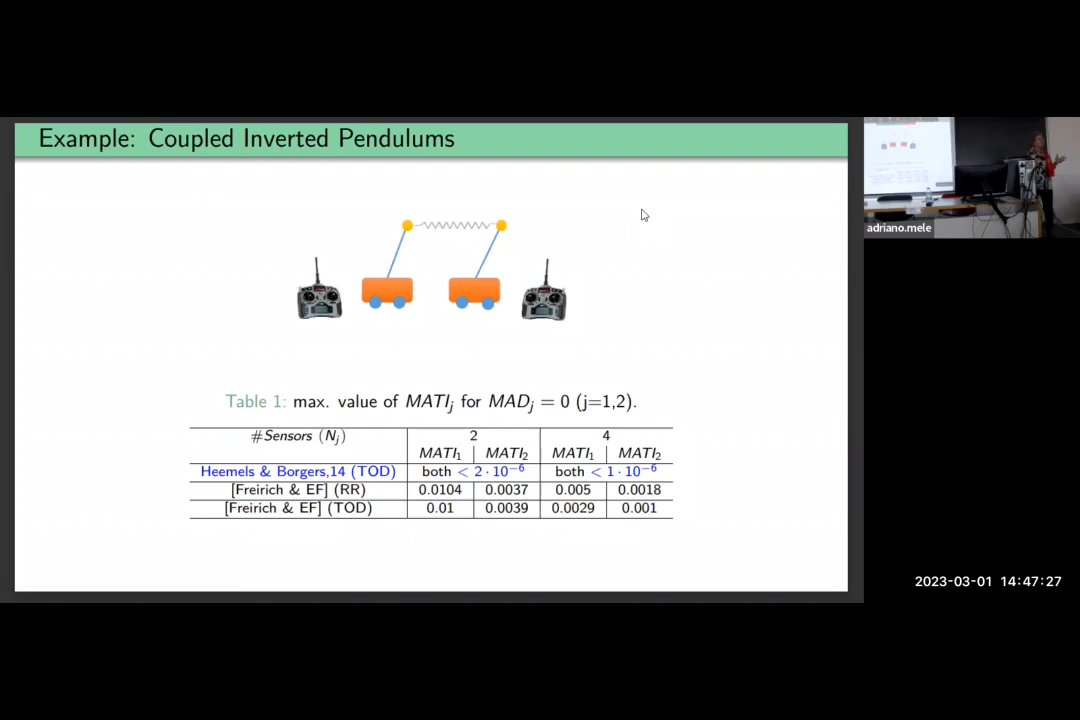 Example: Coupled Inverted Pendulums
adriano.mele
Table 1: max. value of MATI_j for MAD_j = 0 (j=1,2).
#Sensors (N_j) 2 4
MATI_1 MATI_2 MATI_1 MATI_2
Heemels & Borgers,14 (TOD) both < 2 · 10^{-6} both < 1 · 10^{-6}
[Freirich & EF] (RR) 0.0104 0.0037 0.005 0.0018
[Freirich & EF] (TOD) 0.01 0.0039 0.0029 0.001
2023-03-01 14:47:27